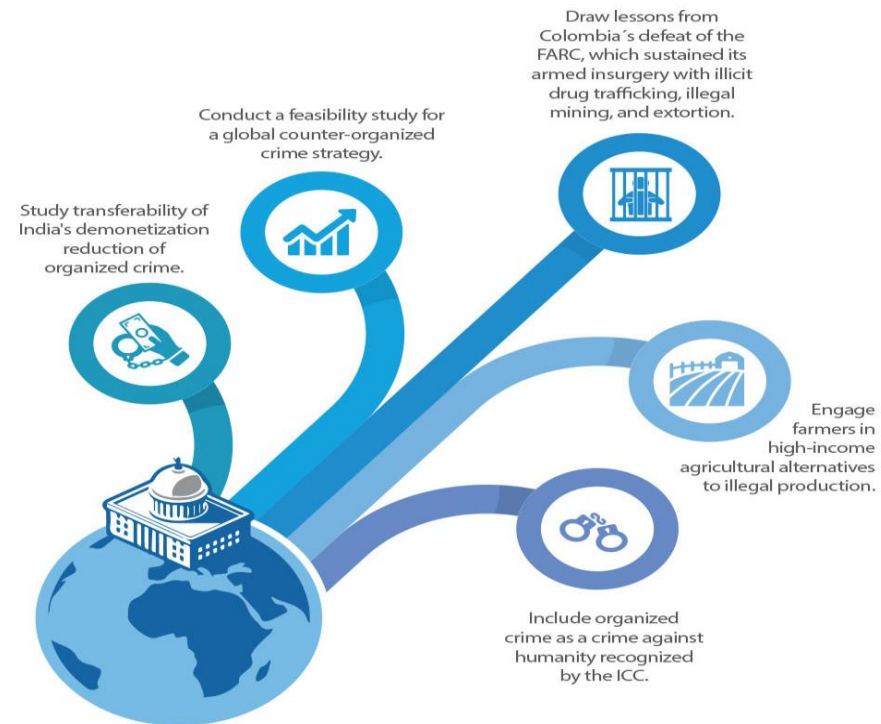 Draw lessons from
Colombia´s defeat of the
FARC, which sustained its
armed insurgery with illicit
drug trafficking, illegal
mining, and extortion.
Conduct a feasibility study for
a global counter-organized
crime strategy.
Study transferability of
India's demonetization
reduction of
organized crime.
Engage
farmers in
high-income
agricultural alternatives
to illegal production.
Include organized
crime as a crime against
humanity recognized
by the ICC.